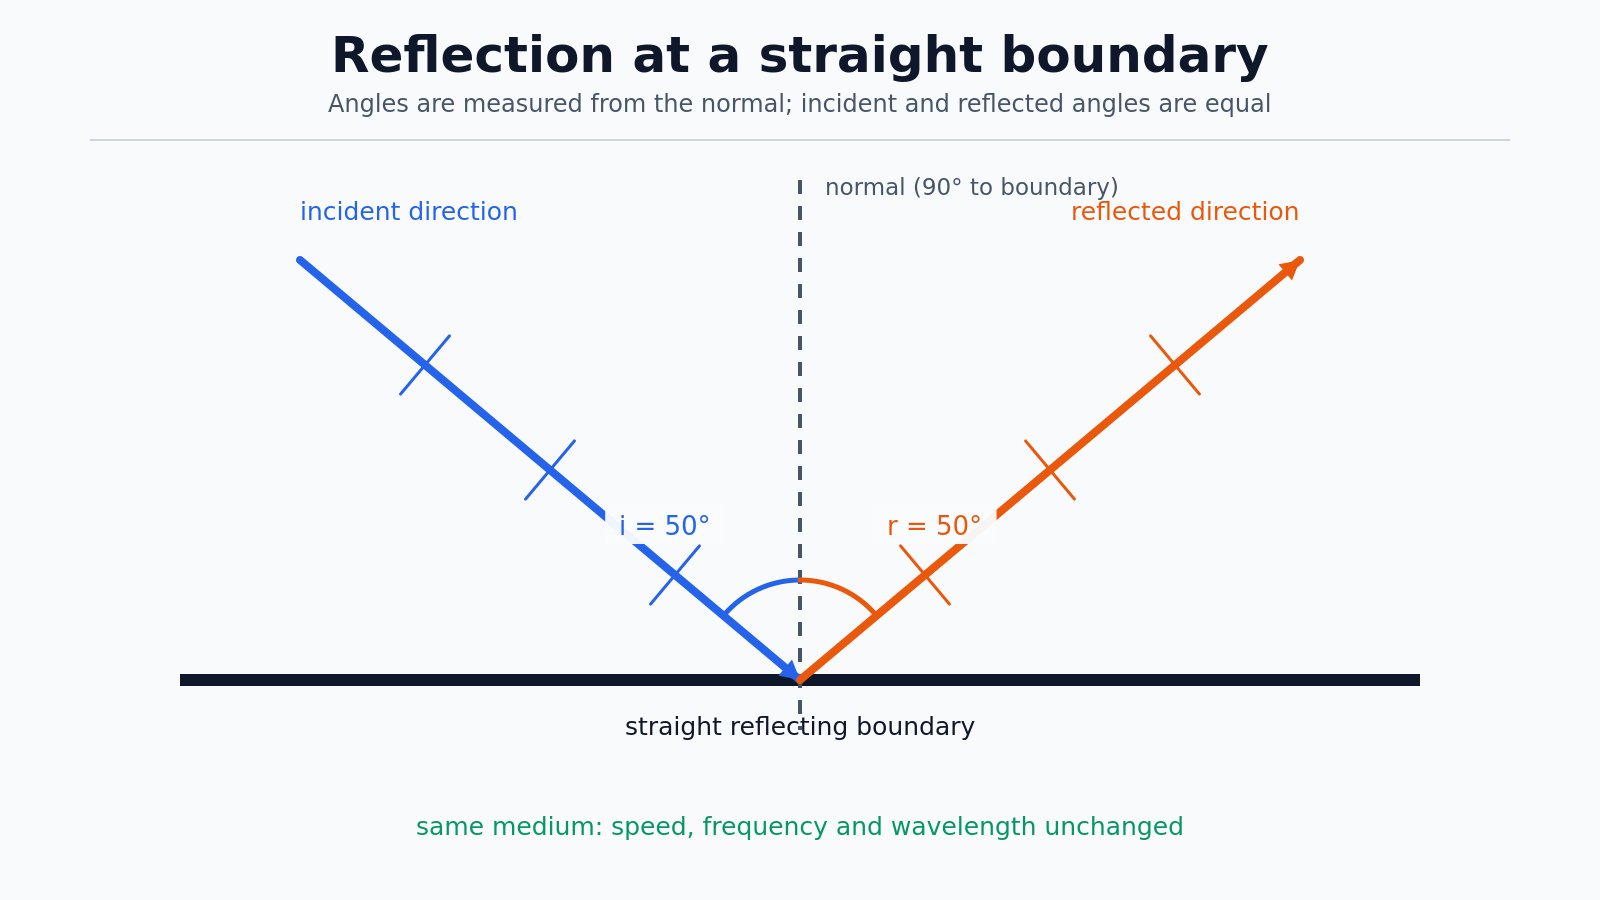 Reflection at a straight boundary
Angles are measured from the normal; incident and reflected angles are equal
normal (90° to boundary)
incident direction
reflected direction
i = 50°
r = 50°
straight reflecting boundary
same medium: speed, frequency and wavelength unchanged